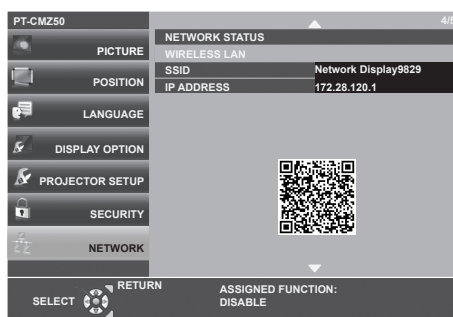 PT-CMZ50
4/5
PICTURE
POSITION
LANGUAGE
DISPLAY OPTION
PROJECTOR SETUP
SECURITY
NETWORK
NETWORK STATUS
WIRELESS LAN
SSID Network Display9829
IP ADDRESS 172.28.120.1
SELECT
RETURN
ASSIGNED FUNCTION:
DISABLE